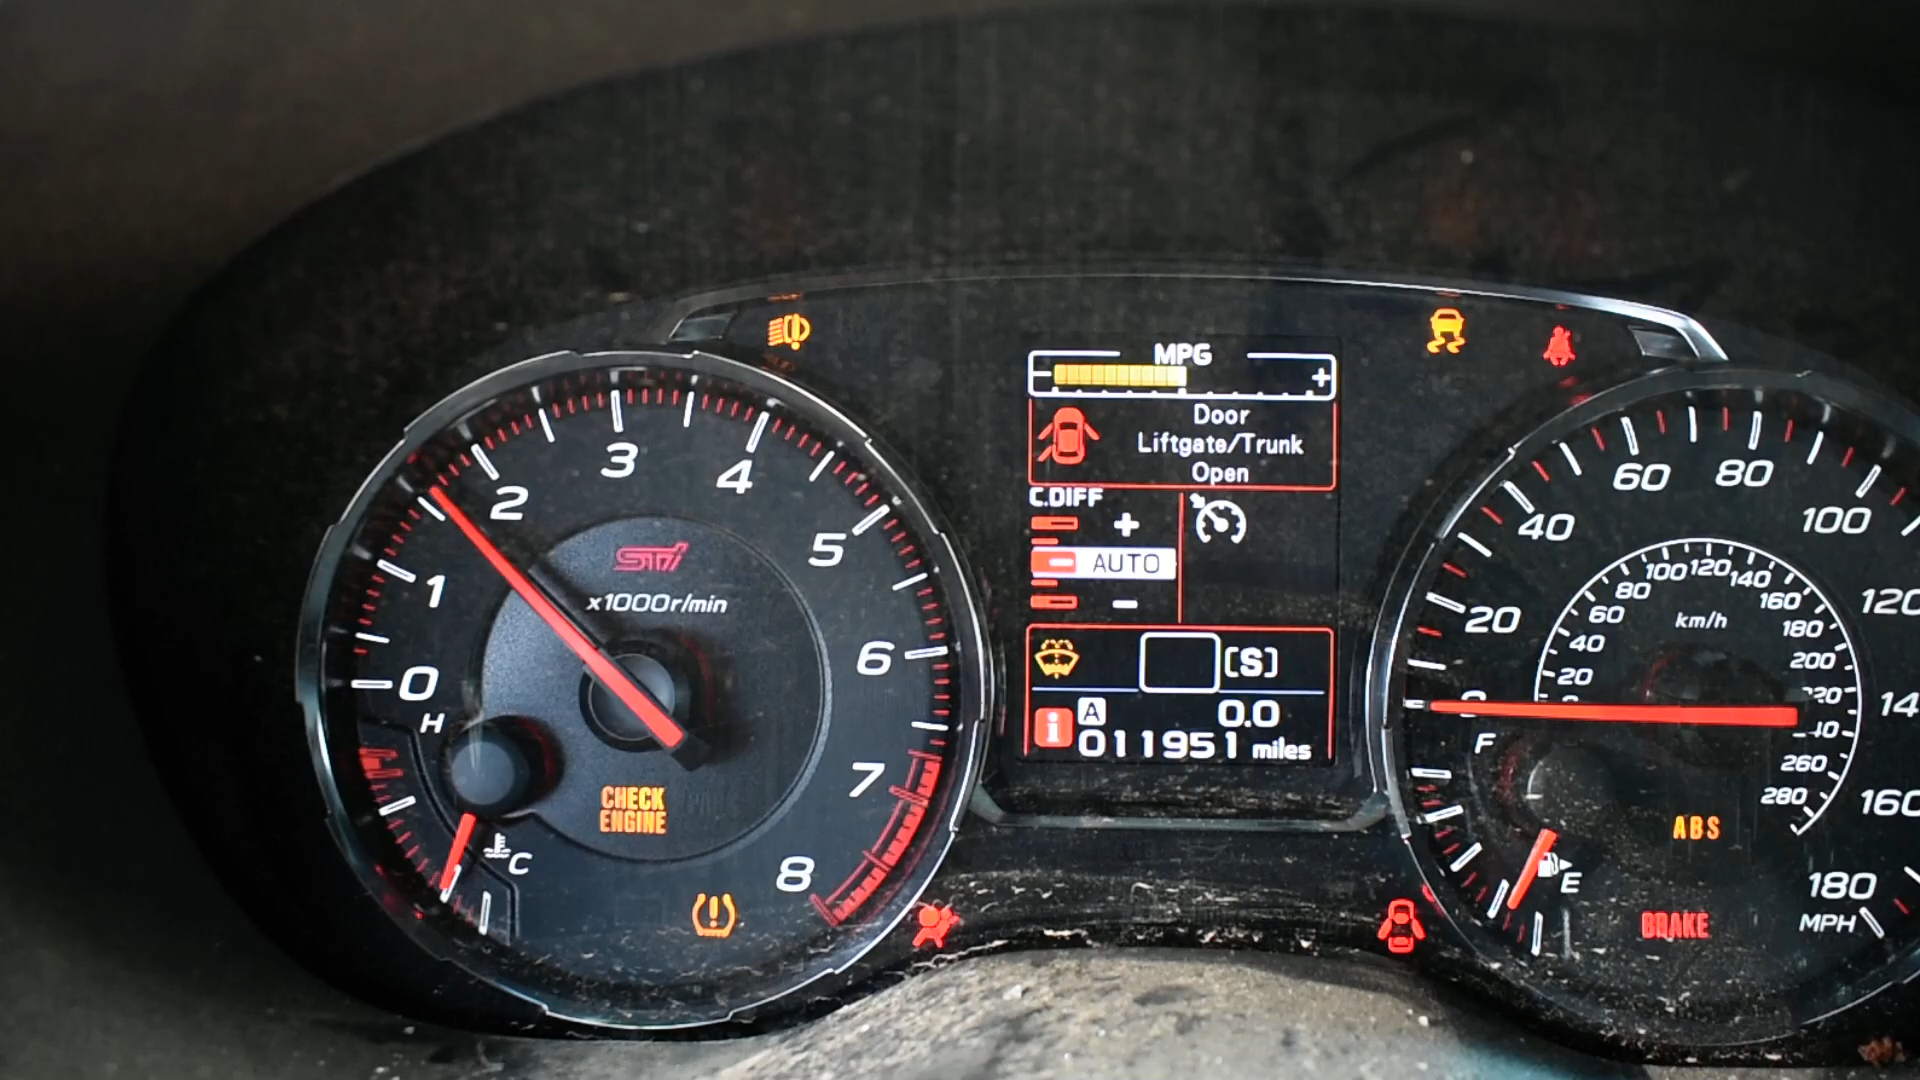 0
1
2
3
4
5
6
7
8
STI
x1000r/min
H
C
CHECK
ENGINE
MPG
- +
Door
Liftgate/Trunk
Open
C.DIFF
+
AUTO
-
[S]
A 0.0
011951 miles
20
40
60
80
100
120
160
180
MPH
20
40
60
80
100
120
140
160
180
200
260
280
km/h
F
E
ABS
BRAKE